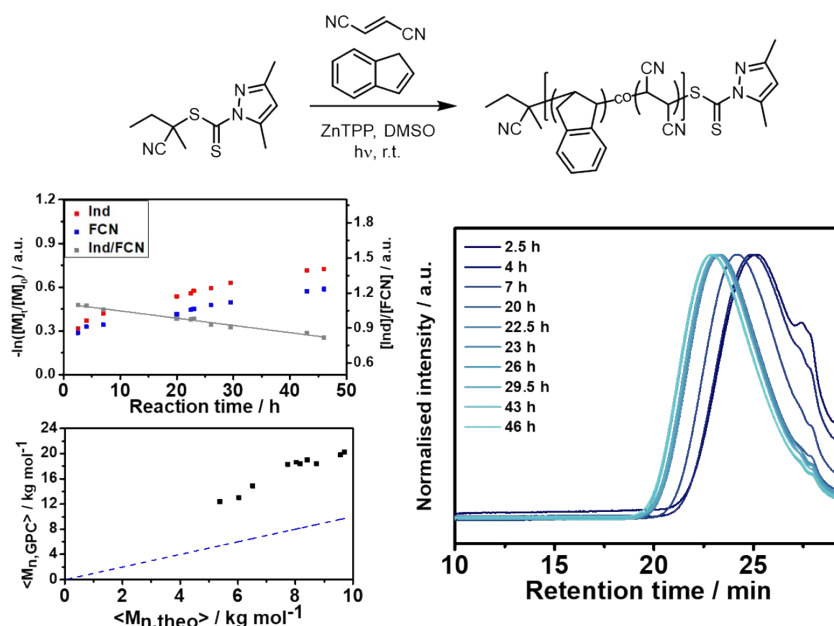 NC
CN
ZnTPP, DMSO
hν, r.t.
S
N
N
CN
S
CN
co
CN
CN
S
N
N
S
1.2
0.9
0.6
0.3
0.0
-ln([M]t/[M]0) / a.u.
Ind
FCN
Ind/FCN
1.8
1.5
1.2
0.9
0.6
[Ind]/[FCN] / a.u.
0 10 20 30 40 50
Reaction time / h
24
20
16
12
8
4
0
<Mn,GPC> / kg mol-1
0 2 4 6 8 10
<Mn,theo> / kg mol-1
Normalised intensity / a.u.
2.5 h
4 h
7 h
20 h
22.5 h
23 h
26 h
29.5 h
43 h
46 h
10 15 20 25
Retention time / min